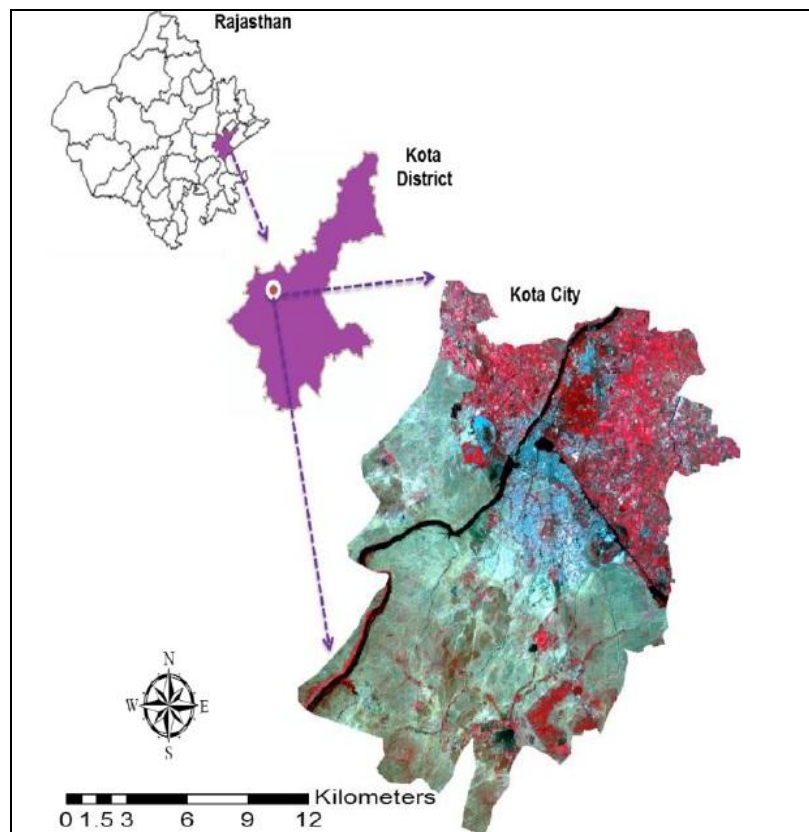 Rajasthan
Kota
District
Kota City
N
W E
S
Kilometers
0 1.5 3 6 9 12